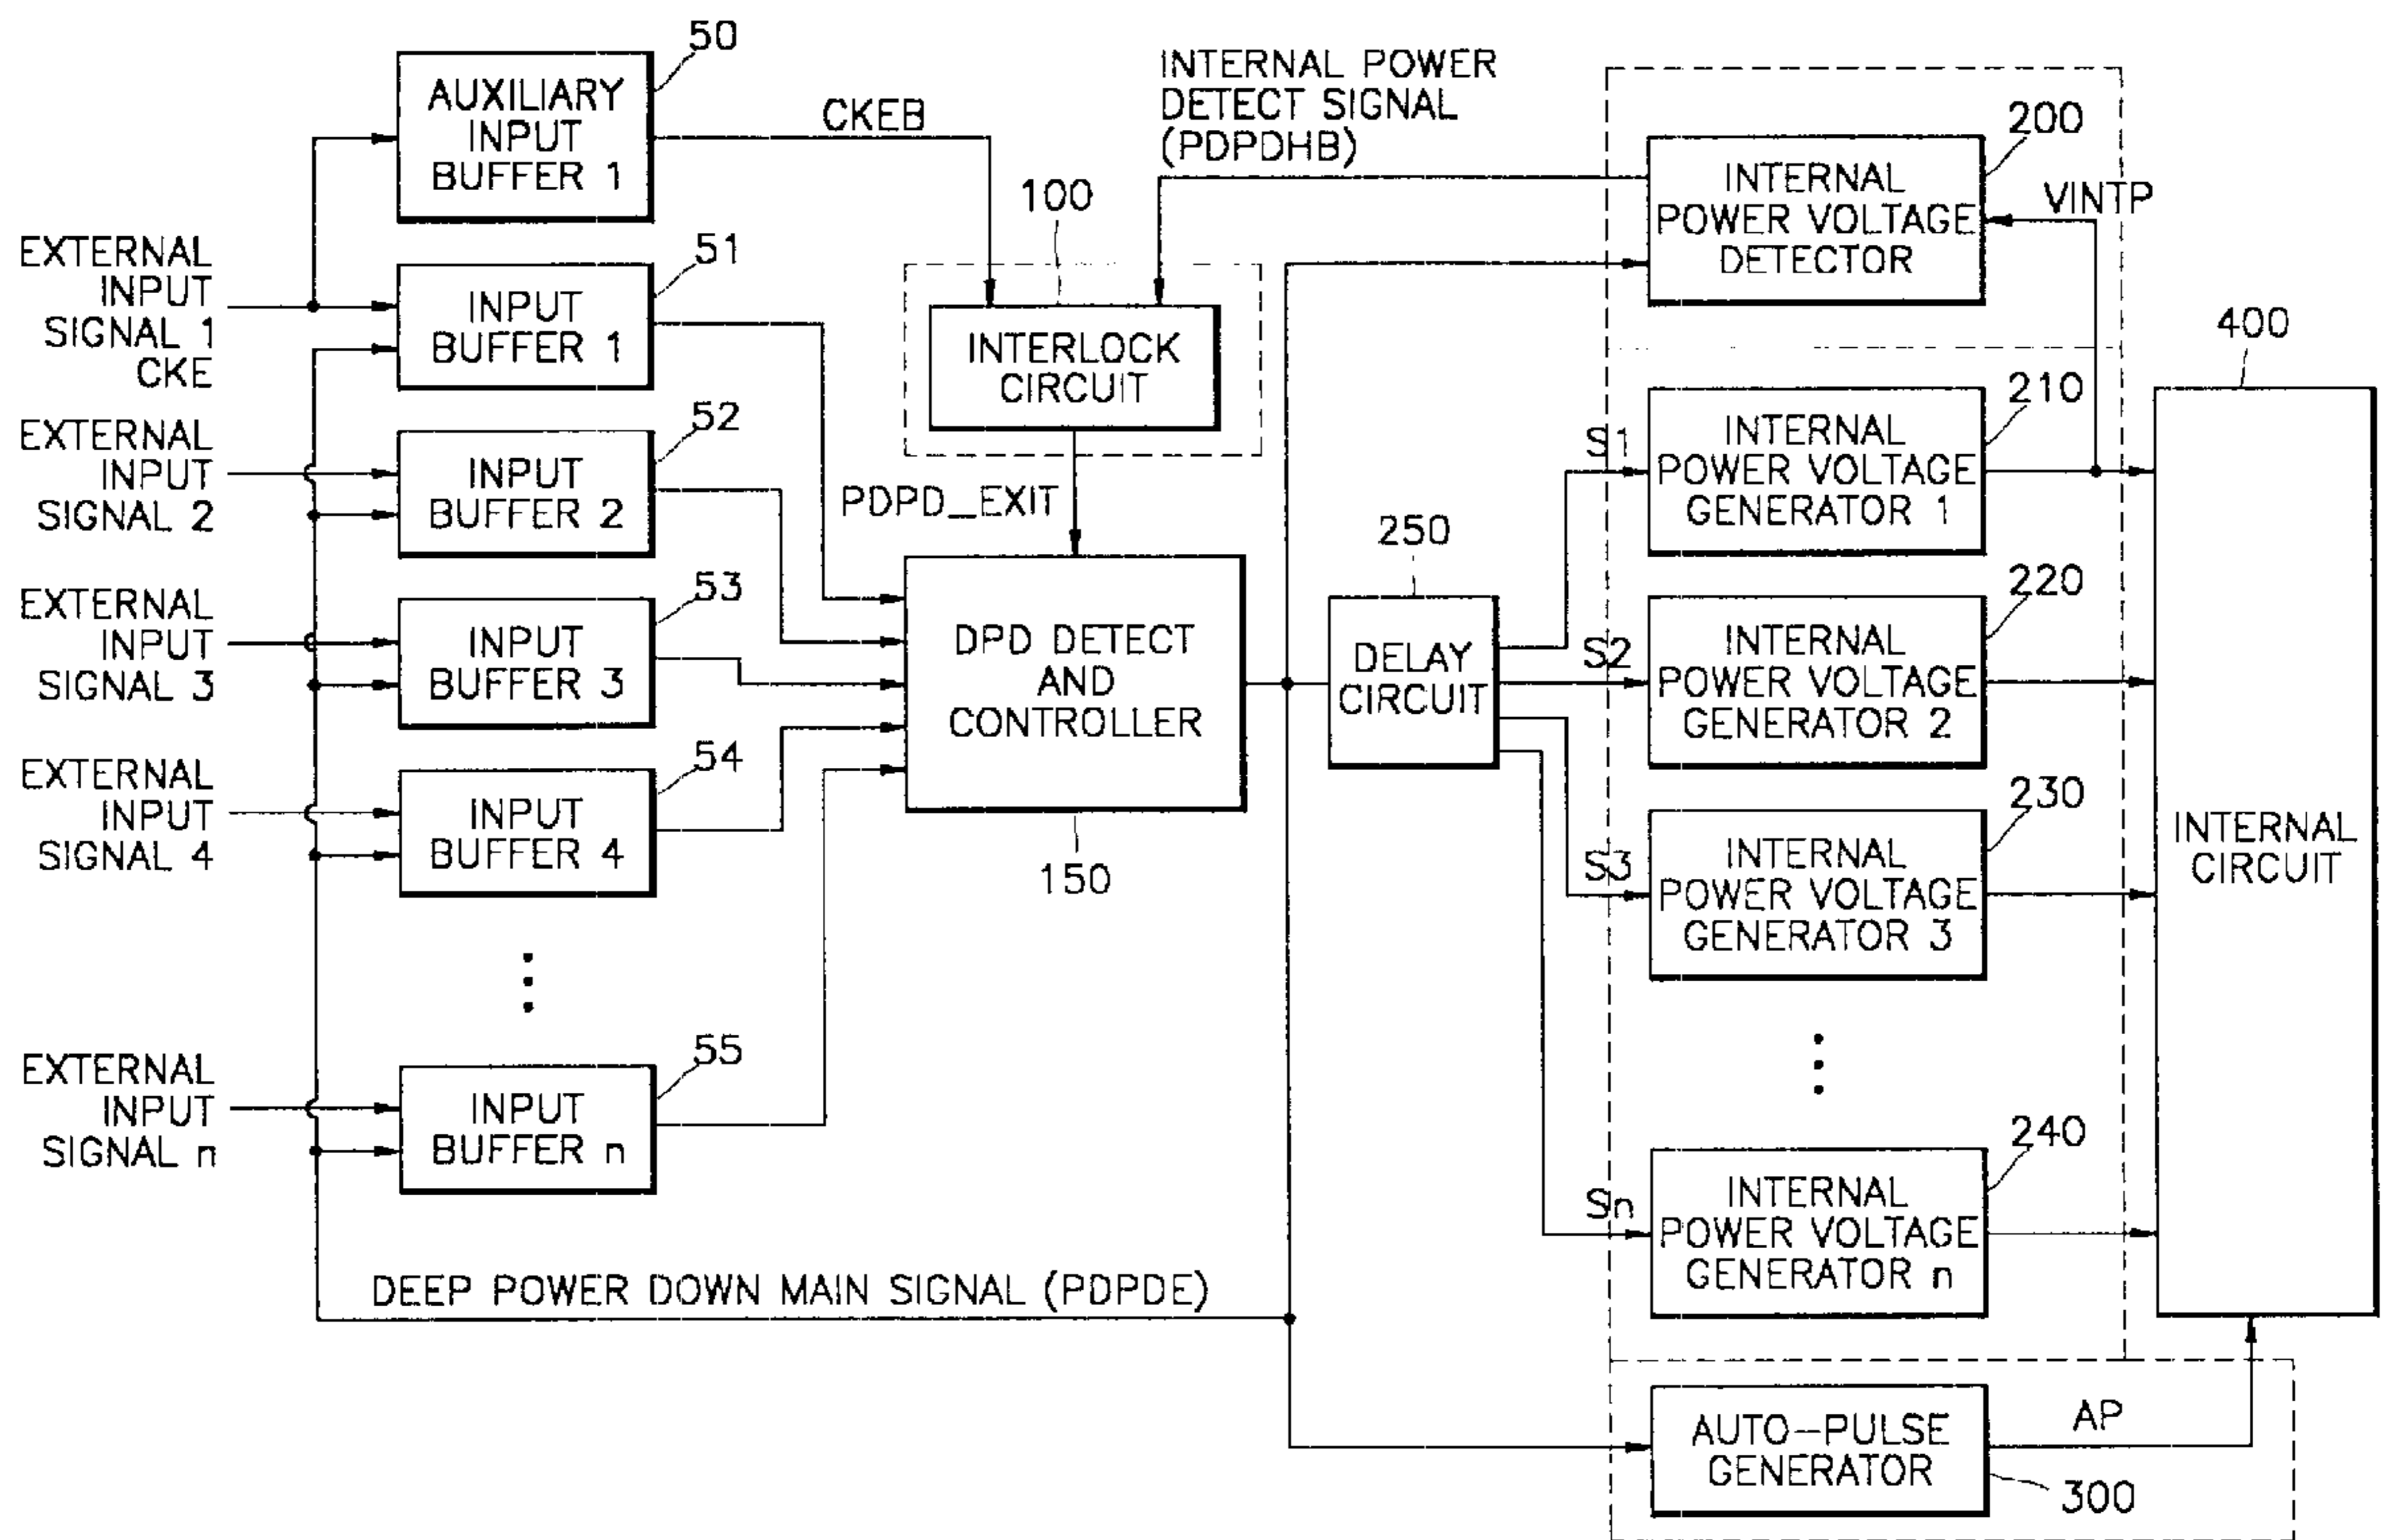 50
AUXILIARY
INPUT
BUFFER 1
CKEB
INTERNAL POWER
DETECT SIGNAL
(PDPDHB)
200
INTERNAL
POWER VOLTAGE
DETECTOR
VINTP
EXTERNAL
INPUT
SIGNAL 1
CKE
51
INPUT
BUFFER 1
100
INTERLOCK
CIRCUIT
PDPD_EXIT
400
INTERNAL
CIRCUIT
EXTERNAL
INPUT
SIGNAL 2
52
INPUT
BUFFER 2
S1
210
INTERNAL
POWER VOLTAGE
GENERATOR 1
250
DELAY
CIRCUIT
EXTERNAL
INPUT
SIGNAL 3
53
INPUT
BUFFER 3
DPD DETECT
AND
CONTROLLER
150
S2
220
INTERNAL
POWER VOLTAGE
GENERATOR 2
EXTERNAL
INPUT
SIGNAL 4
54
INPUT
BUFFER 4
S3
230
INTERNAL
POWER VOLTAGE
GENERATOR 3
EXTERNAL
INPUT
SIGNAL n
55
INPUT
BUFFER n
Sn
240
INTERNAL
POWER VOLTAGE
GENERATOR n
DEEP POWER DOWN MAIN SIGNAL (PDPDE)
AUTO-PULSE
GENERATOR
AP
300